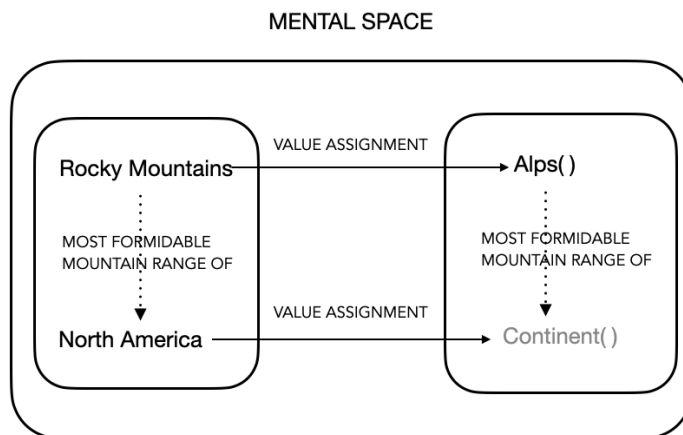 MENTAL SPACE
VALUE ASSIGNMENT
Rocky Mountains
Alps( )
MOST FORMIDABLE
MOUNTAIN RANGE OF
MOST FORMIDABLE
MOUNTAIN RANGE OF
VALUE ASSIGNMENT
North America
Continent( )